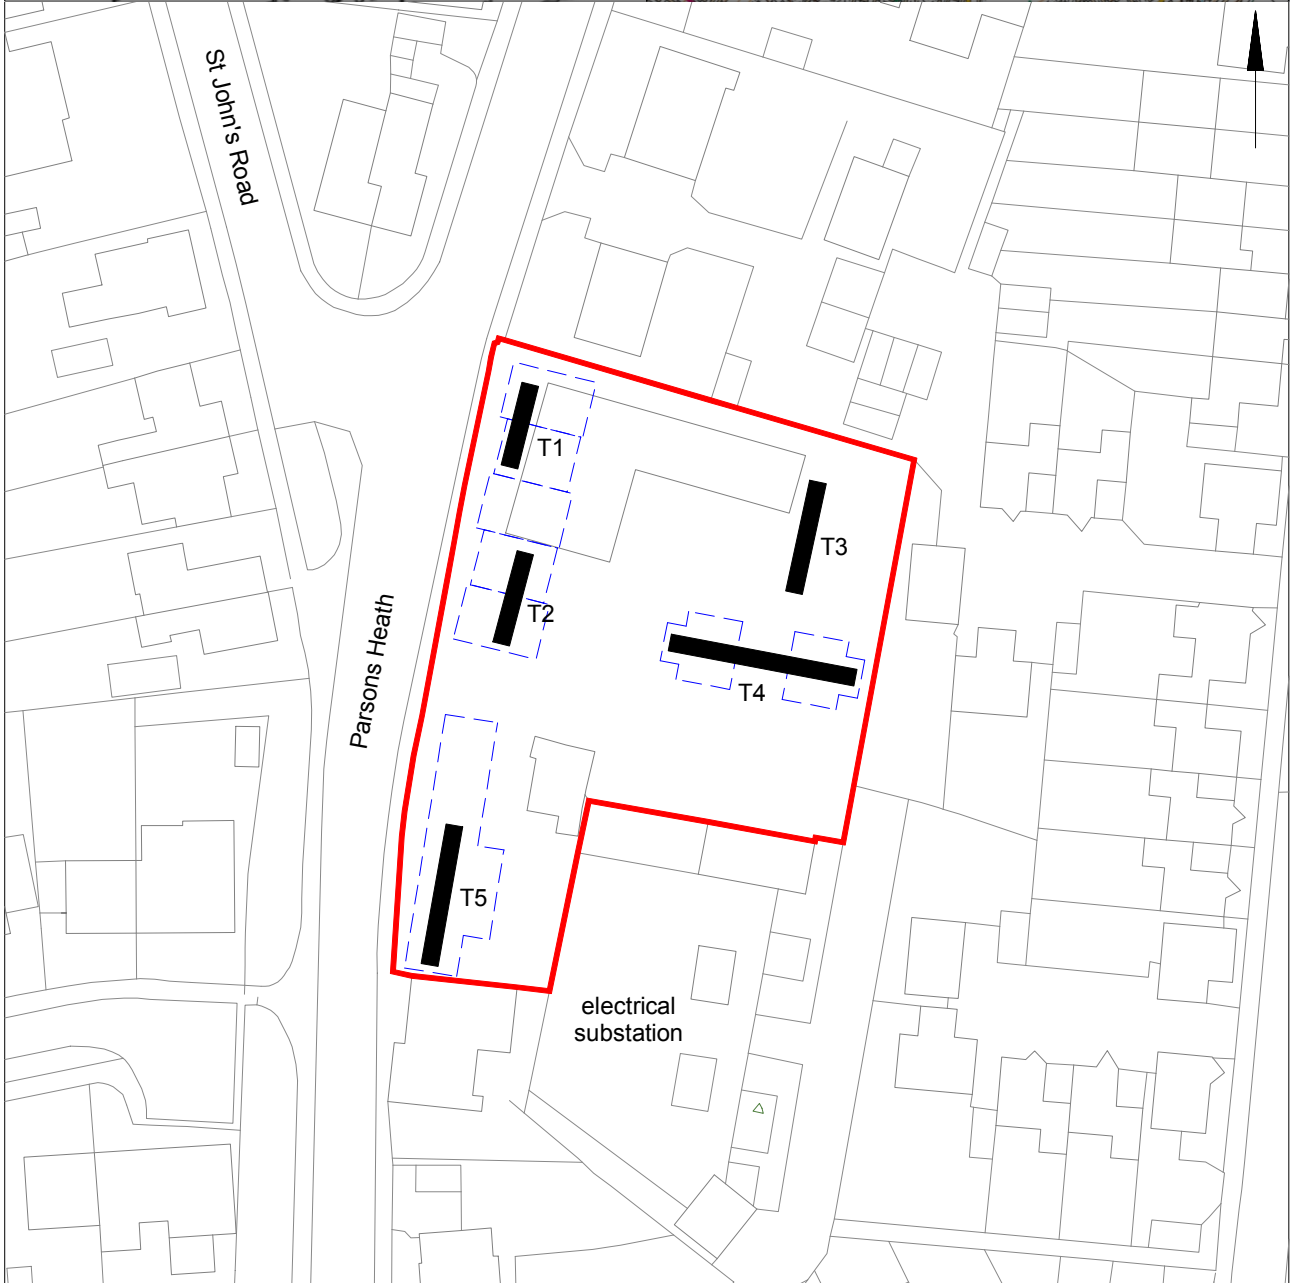 St John's Road
T1
T3
T2
Parsons Heath
T4
T5
electrical
substation